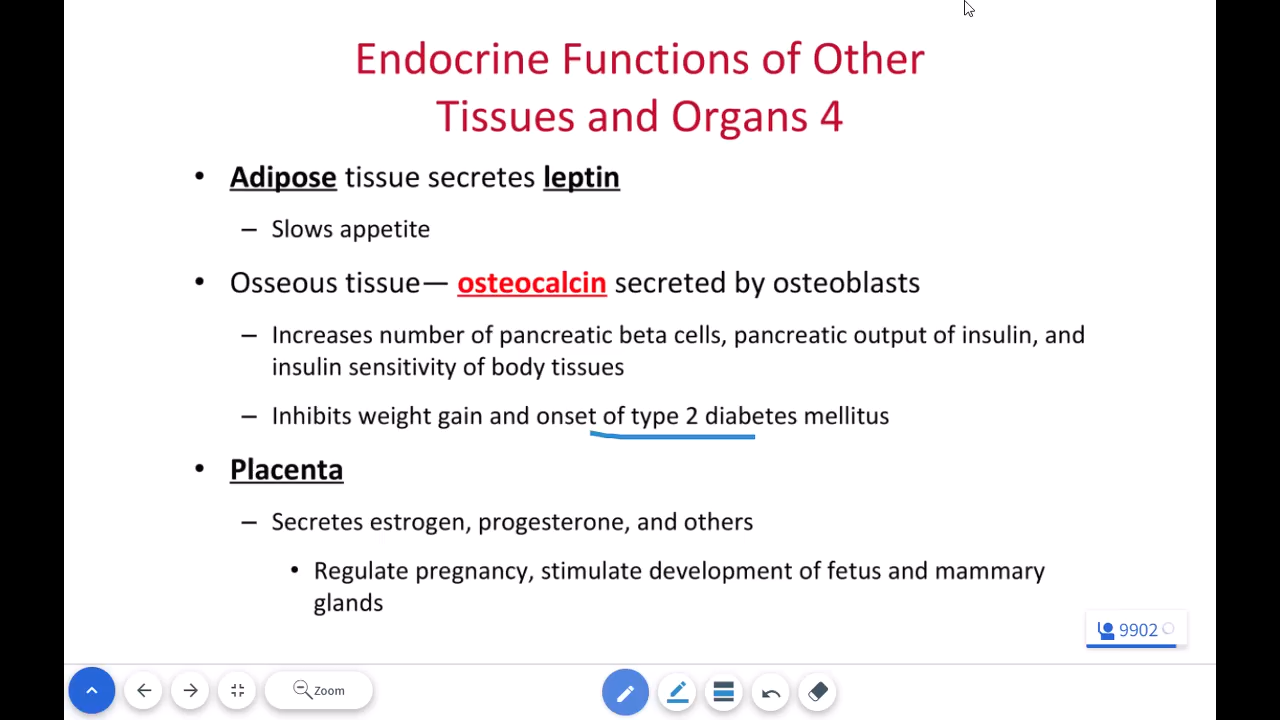 Endocrine Functions of Other
Tissues and Organs 4
• Adipose tissue secretes leptin
– Slows appetite
• Osseous tissue— osteocalcin secreted by osteoblasts
– Increases number of pancreatic beta cells, pancreatic output of insulin, and
insulin sensitivity of body tissues
– Inhibits weight gain and onset of type 2 diabetes mellitus
• Placenta
– Secretes estrogen, progesterone, and others
• Regulate pregnancy, stimulate development of fetus and mammary
glands
9902
Zoom